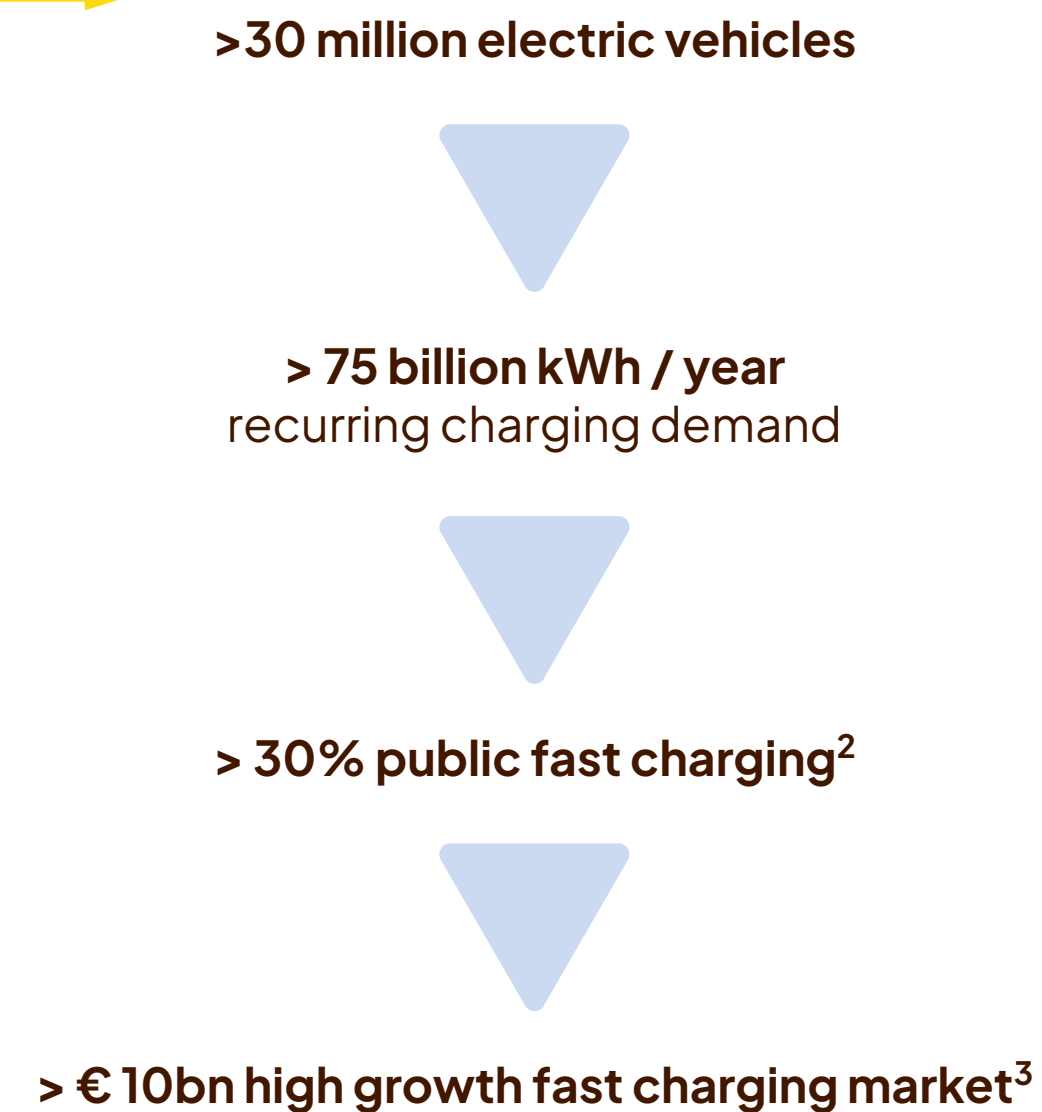 >30 million electric vehicles
> 75 billion kWh / year
recurring charging demand
> 30% public fast charging²
> € 10bn high growth fast charging market³